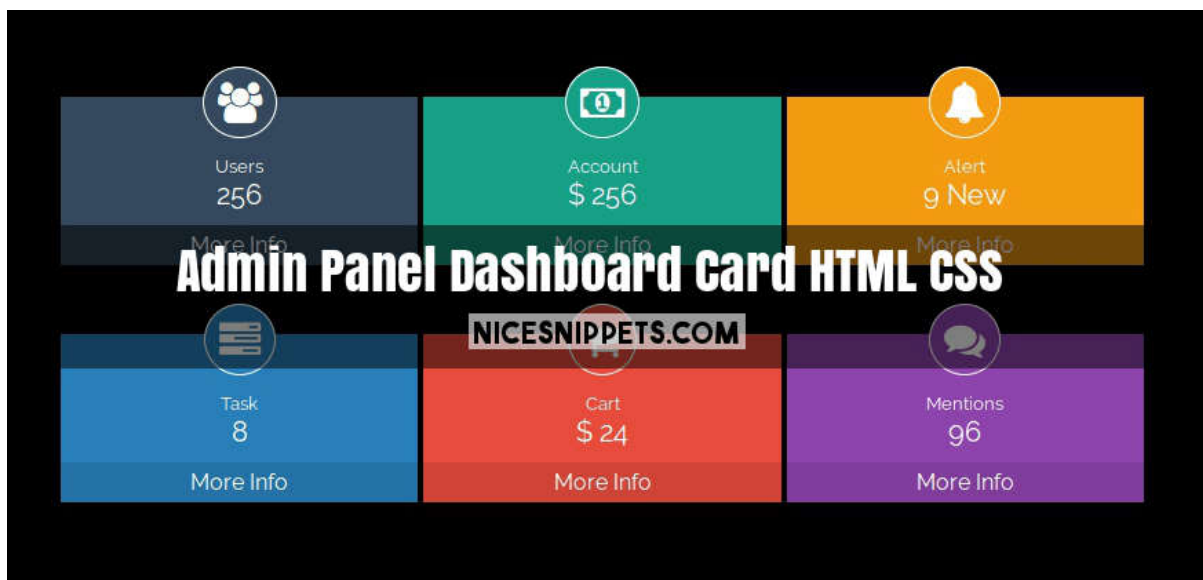 Users
256
Account
$ 256
Alert
9 New
More Info
More Info
More Info
Admin Panel Dashboard Card HTML CSS
NICESNIPPETS.COM
Task
8
Cart
$ 24
Mentions
96
More Info
More Info
More Info